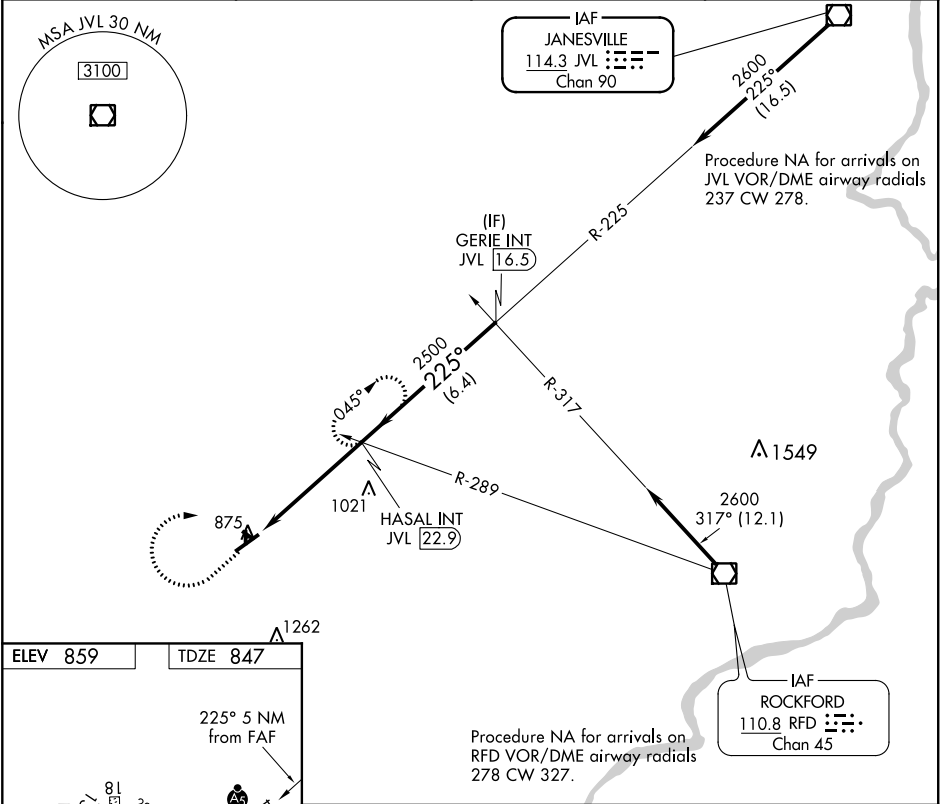 MSA JVL 30 NM
3100
IAF
JANESVILLE
114.3 JVL
Chan 90
2600
225°
(16.5)
Procedure NA for arrivals on
JVL VOR/DME airway radials
237 CW 278.
R-225
(IF)
GERIE INT
JVL 16.5
2500
225°
(6.4)
045°
R-317
R-289
1549
1021
HASAL INT
JVL 22.9
875
2600
317° (12.1)
1262
ELEV 859
TDZE 847
225° 5 NM
from FAF
18
A5
IAF
ROCKFORD
110.8 RFD
Chan 45
Procedure NA for arrivals on
RFD VOR/DME airway radials
278 CW 327.